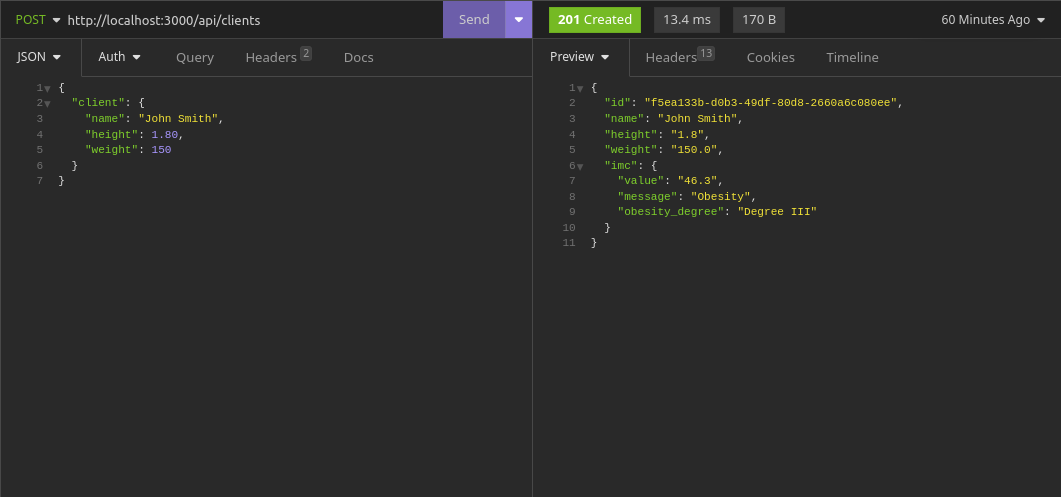 POST http://localhost:3000/api/clients Send
JSON Auth Query Headers 2 Docs
1 {
2 "client": {
3 "name": "John Smith",
4 "height": 1.80,
5 "weight": 150
6 }
7 }
201 Created 13.4 ms 170 B 60 Minutes Ago
Preview Headers 13 Cookies Timeline
1 {
2 "id": "f5ea133b-d0b3-49df-80d8-2660a6c080ee",
3 "name": "John Smith",
4 "height": "1.8",
5 "weight": "150.0",
6 "imc": {
7 "value": "46.3",
8 "message": "Obesity",
9 "obesity_degree": "Degree III"
10 }
11 }